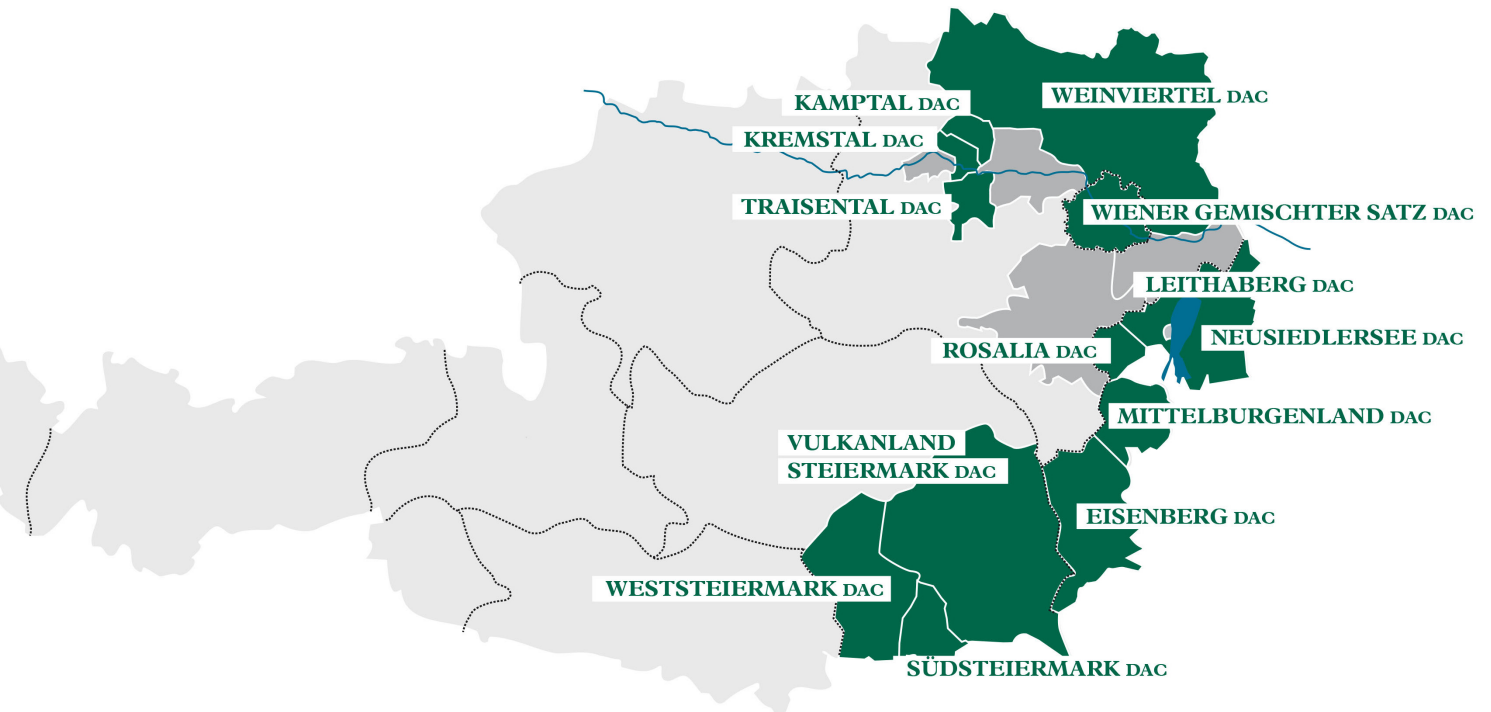 KAMPTAL DAC
WEINVIERTEL DAC
KREMSTAL DAC
TRAISENTAL DAC
WIENER GEMISCHTER SATZ DAC
LEITHABERG DAC
NEUSIEDLERSEE DAC
ROSALIA DAC
MITTELBURGENLAND DAC
VULKANLAND
STEIERMARK DAC
EISENBERG DAC
WESTSTEIERMARK DAC
SÜDSTEIERMARK DAC